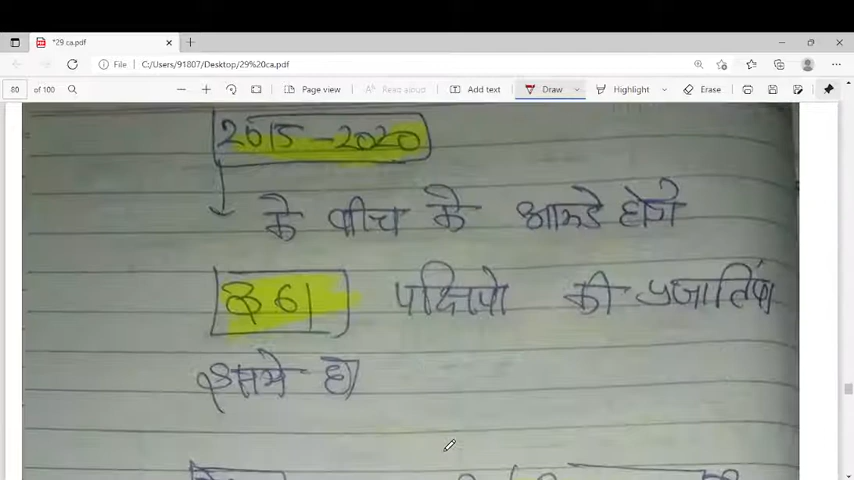 *29 ca.pdf
File
C:/Users/91807/Desktop/29%20ca.pdf
80 of 100
Page view
Read aloud
Add text
Draw
Highlight
Erase
2015-2020
के बीच के आकडे होगे
861 पक्षियो की प्रजातियां
इसमे है